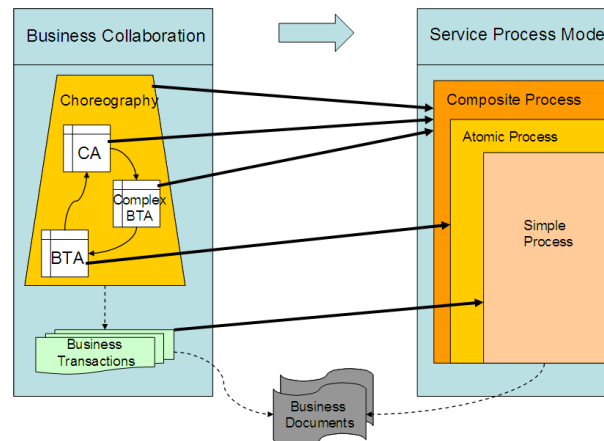 Business Collaboration
Service Process Model
Choreography
CA
Complex
BTA
BTA
Business
Transactions
Composite Process
Atomic Process
Simple
Process
Business
Documents